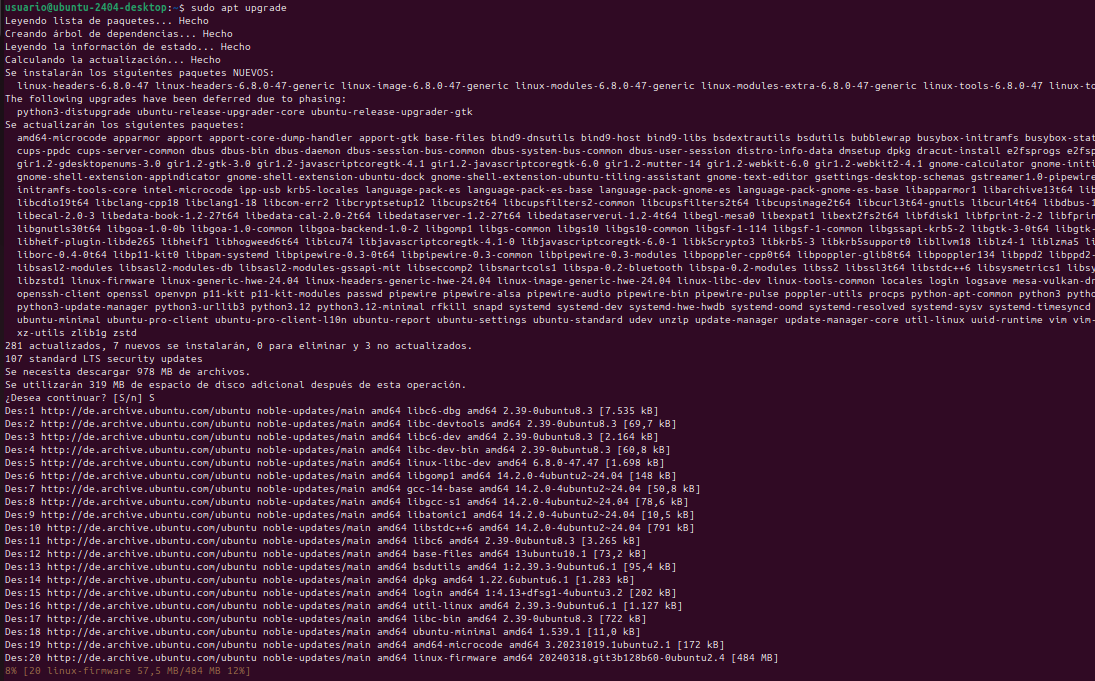 usuario@ubuntu-2404-desktop:~$ sudo apt upgrade
Leyendo lista de paquetes... Hecho
Creando árbol de dependencias... Hecho
Leyendo la información de estado... Hecho
Calculando la actualización... Hecho
Se instalarán los siguientes paquetes NUEVOS:
linux-headers-6.8.0-47 linux-headers-6.8.0-47-generic linux-image-6.8.0-47-generic linux-modules-6.8.0-47-generic linux-modules-extra-6.8.0-47-generic linux-tools-6.8.0-47 linux-to
The following upgrades have been deferred due to phasing:
python3-distupgrade ubuntu-release-upgrader-core ubuntu-release-upgrader-gtk
Se actualizarán los siguientes paquetes:
amd64-microcode apparmor apport apport-core-dump-handler apport-gtk base-files bind9-dnsutils bind9-host bind9-libs bsdextrautils bsdutils bubblewrap busybox-initramfs busybox-stat
cups-ppdc cups-server-common dbus dbus-bin dbus-daemon dbus-session-bus-common dbus-system-bus-common dbus-user-session distro-info-data dmsetup dpkg dracut-install e2fsprogs e2fsp
gir1.2-gdesktopenums-3.0 gir1.2-gtk-3.0 gir1.2-javascriptcoregtk-4.1 gir1.2-javascriptcoregtk-6.0 gir1.2-mutter-14 gir1.2-webkit-6.0 gir1.2-webkit2-4.1 gnome-calculator gnome-initi
gnome-shell-extension-appindicator gnome-shell-extension-ubuntu-dock gnome-shell-extension-ubuntu-tiling-assistant gnome-text-editor gsettings-desktop-schemas gstreamer1.0-pipewire
initramfs-tools-core intel-microcode ipp-usb krb5-locales language-pack-es language-pack-es-base language-pack-gnome-es language-pack-gnome-es-base libapparmor1 libarchive13t64 lib
libcdio19t64 libclang-cpp18 libclang1-18 libcom-err2 libcryptsetup12 libcups2t64 libcupsfilters2-common libcupsfilters2t64 libcupsimage2t64 libcurl3t64-gnutls libcurl4t64 libdbus-1
libecal-2.0-3 libedata-book-1.2-27t64 libedata-cal-2.0-2t64 libedataserver-1.2-27t64 libedataserverui-1.2-4t64 libegl-mesa0 libexpat1 libext2fs2t64 libfdisk1 libfprint-2-2 libfprin
libgnutls30t64 libgoa-1.0-0b libgoa-1.0-common libgoa-backend-1.0-2 libgomp1 libgs-common libgs10 libgs10-common libgsf-1-114 libgsf-1-common libgssapi-krb5-2 libgtk-3-0t64 libgtk-
libheif-plugin-libde265 libheif1 libhogweed6t64 libicu74 libjavascriptcoregtk-4.1-0 libjavascriptcoregtk-6.0-1 libk5crypto3 libkrb5-3 libkrb5support0 libllvm18 liblz4-1 liblzma5 li
liborc-0.4-0t64 libp11-kit0 libpam-systemd libpipewire-0.3-0t64 libpipewire-0.3-common libpipewire-0.3-modules libpoppler-cpp0t64 libpoppler-glib8t64 libpoppler134 libppd2 libppd2-
libsasl2-modules libsasl2-modules-db libsasl2-modules-gssapi-mit libseccomp2 libsmartcols1 libspa-0.2-bluetooth libspa-0.2-modules libss2 libssl3t64 libstdc++6 libsysmetrics1 libsy
libzstd1 linux-firmware linux-generic-hwe-24.04 linux-headers-generic-hwe-24.04 linux-image-generic-hwe-24.04 linux-libc-dev linux-tools-common locales login logsave mesa-vulkan-dr
openssh-client openssl openvpn p11-kit p11-kit-modules passwd pipewire pipewire-alsa pipewire-audio pipewire-bin pipewire-pulse poppler-utils procps python-apt-common python3 pytho
python3-update-manager python3-urllib3 python3.12 python3.12-minimal rfkill snapd systemd systemd-dev systemd-hwe-hwdb systemd-oomd systemd-resolved systemd-sysv systemd-timesyncd
ubuntu-minimal ubuntu-pro-client ubuntu-pro-client-l10n ubuntu-report ubuntu-settings ubuntu-standard udev unzip update-manager update-manager-core util-linux uuid-runtime vim vim-
xz-utils zlib1g zstd
281 actualizados, 7 nuevos se instalarán, 0 para eliminar y 3 no actualizados.
107 standard LTS security updates
Se necesita descargar 978 MB de archivos.
Se utilizarán 319 MB de espacio de disco adicional después de esta operación.
¿Desea continuar? [S/n] S
Des:1 http://de.archive.ubuntu.com/ubuntu noble-updates/main amd64 libc6-dbg amd64 2.39-0ubuntu8.3 [7.535 kB]
Des:2 http://de.archive.ubuntu.com/ubuntu noble-updates/main amd64 libc-devtools amd64 2.39-0ubuntu8.3 [69,7 kB]
Des:3 http://de.archive.ubuntu.com/ubuntu noble-updates/main amd64 libc6-dev amd64 2.39-0ubuntu8.3 [2.164 kB]
Des:4 http://de.archive.ubuntu.com/ubuntu noble-updates/main amd64 libc-dev-bin amd64 2.39-0ubuntu8.3 [60,8 kB]
Des:5 http://de.archive.ubuntu.com/ubuntu noble-updates/main amd64 linux-libc-dev amd64 6.8.0-47.47 [1.698 kB]
Des:6 http://de.archive.ubuntu.com/ubuntu noble-updates/main amd64 libgomp1 amd64 14.2.0-4ubuntu2~24.04 [148 kB]
Des:7 http://de.archive.ubuntu.com/ubuntu noble-updates/main amd64 gcc-14-base amd64 14.2.0-4ubuntu2~24.04 [50,8 kB]
Des:8 http://de.archive.ubuntu.com/ubuntu noble-updates/main amd64 libgcc-s1 amd64 14.2.0-4ubuntu2~24.04 [78,6 kB]
Des:9 http://de.archive.ubuntu.com/ubuntu noble-updates/main amd64 libatomic1 amd64 14.2.0-4ubuntu2~24.04 [10,5 kB]
Des:10 http://de.archive.ubuntu.com/ubuntu noble-updates/main amd64 libstdc++6 amd64 14.2.0-4ubuntu2~24.04 [791 kB]
Des:11 http://de.archive.ubuntu.com/ubuntu noble-updates/main amd64 libc6 amd64 2.39-0ubuntu8.3 [3.265 kB]
Des:12 http://de.archive.ubuntu.com/ubuntu noble-updates/main amd64 base-files amd64 13ubuntu10.1 [73,2 kB]
Des:13 http://de.archive.ubuntu.com/ubuntu noble-updates/main amd64 bsdutils amd64 1:2.39.3-9ubuntu6.1 [95,4 kB]
Des:14 http://de.archive.ubuntu.com/ubuntu noble-updates/main amd64 dpkg amd64 1.22.6ubuntu6.1 [1.283 kB]
Des:15 http://de.archive.ubuntu.com/ubuntu noble-updates/main amd64 login amd64 1:4.13+dfsg1-4ubuntu3.2 [202 kB]
Des:16 http://de.archive.ubuntu.com/ubuntu noble-updates/main amd64 util-linux amd64 2.39.3-9ubuntu6.1 [1.127 kB]
Des:17 http://de.archive.ubuntu.com/ubuntu noble-updates/main amd64 libc-bin amd64 2.39-0ubuntu8.3 [722 kB]
Des:18 http://de.archive.ubuntu.com/ubuntu noble-updates/main amd64 ubuntu-minimal amd64 1.539.1 [11,0 kB]
Des:19 http://de.archive.ubuntu.com/ubuntu noble-updates/main amd64 amd64-microcode amd64 3.20231019.1ubuntu2.1 [172 kB]
Des:20 http://de.archive.ubuntu.com/ubuntu noble-updates/main amd64 linux-firmware amd64 20240318.git3b128b60-0ubuntu2.4 [484 MB]
8% [20 linux-firmware 57,5 MB/484 MB 12%]